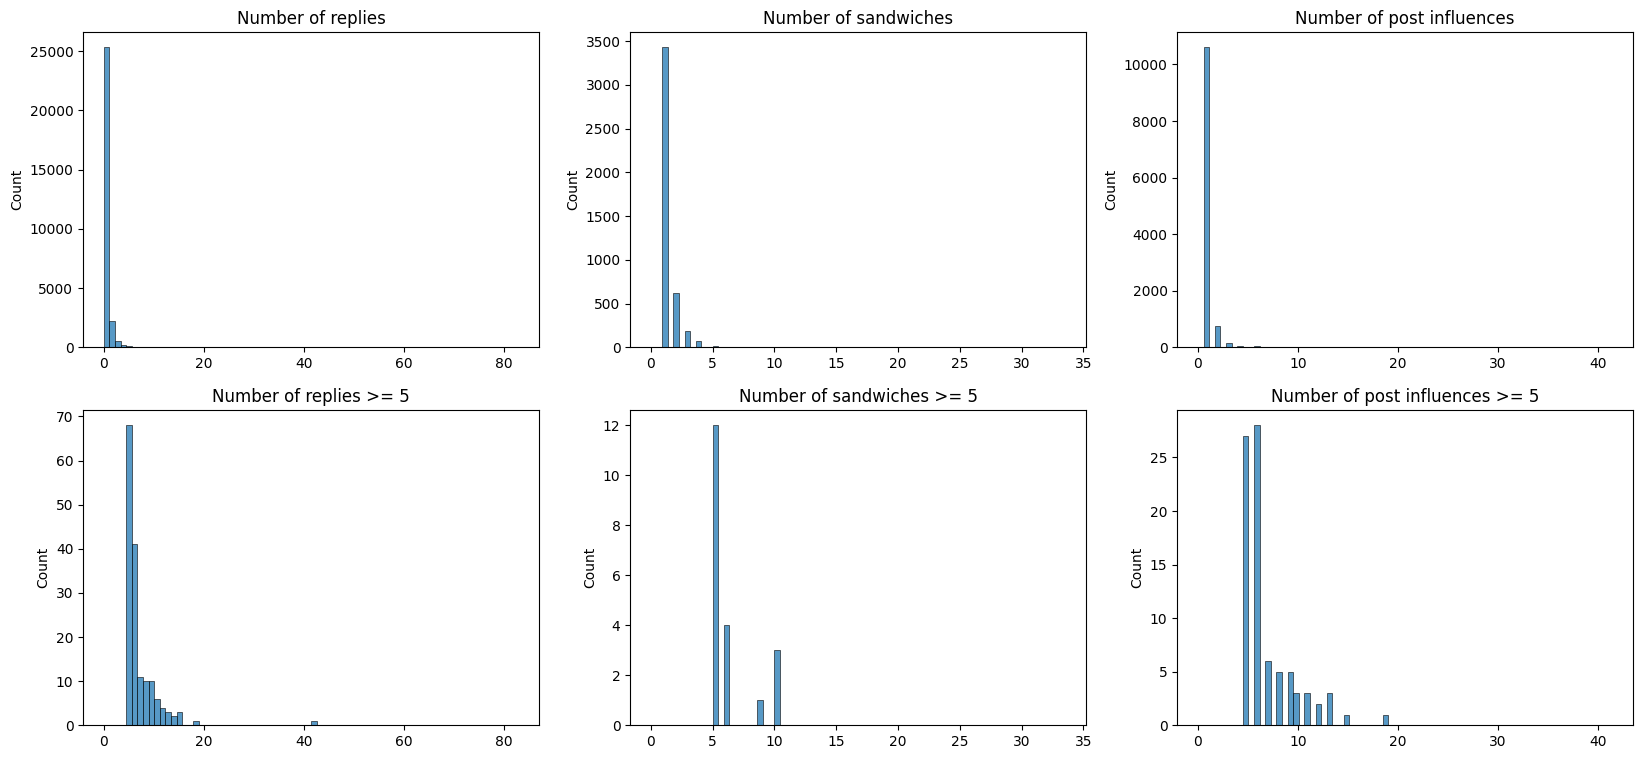 Number of replies
Count
25000
20000
15000
10000
5000
0
0 20 40 60 80
Number of sandwiches
Count
3500
3000
2500
2000
1500
1000
500
0
0 5 10 15 20 25 30 35
Number of post influences
Count
10000
8000
6000
4000
2000
0
0 10 20 30 40
Number of replies >= 5
Count
70
60
50
40
30
20
10
0
0 20 40 60 80
Number of sandwiches >= 5
Count
12
10
8
6
4
2
0
0 5 10 15 20 25 30 35
Number of post influences >= 5
Count
25
20
15
10
5
0
0 10 20 30 40